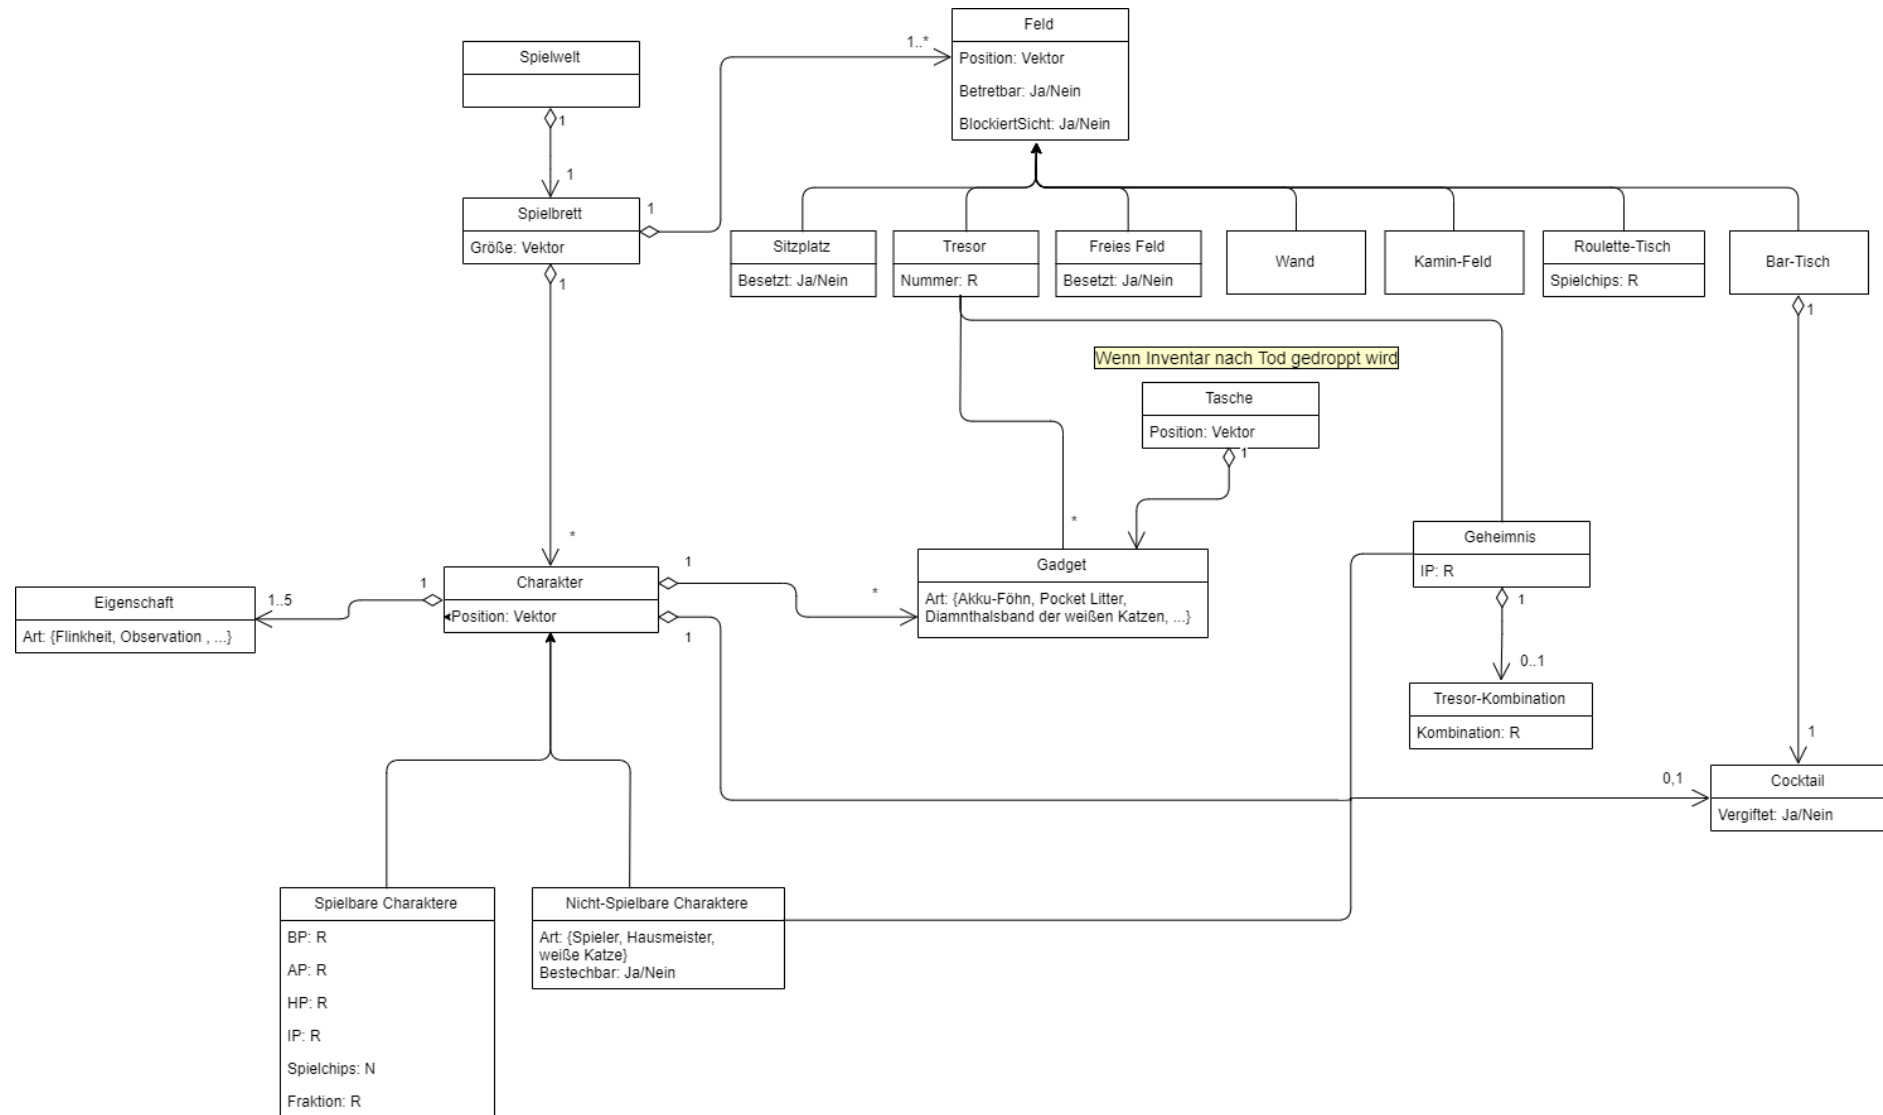 Feld
1..*
Spielwelt
Position: Vektor
Betretbar: Ja/Nein
BlockiertSicht: Ja/Nein
1
1
Spielbrett
1
Größe: Vektor
1
Sitzplatz
Besetzt: Ja/Nein
Tresor
Nummer: R
Freies Feld
Besetzt: Ja/Nein
Wand
Kamin-Feld
Roulette-Tisch
Spielchips: R
Bar-Tisch
1
Wenn Inventar nach Tod gedroppt wird
Tasche
Position: Vektor
1
*
*
Geheimnis
IP: R
1
0..1
Eigenschaft
Art: {Flinkheit, Observation , ...}
1..5
1
Charakter
Position: Vektor
1
1
*
Gadget
Art: {Akku-Föhn, Pocket Litter,
Diamnthalsband der weißen Katzen, ...}
Tresor-Kombination
Kombination: R
1
0,1
Cocktail
Vergiftet: Ja/Nein
Spielbare Charaktere
BP: R
AP: R
HP: R
IP: R
Spielchips: N
Fraktion: R
Nicht-Spielbare Charaktere
Art: {Spieler, Hausmeister,
weiße Katze}
Bestechbar: Ja/Nein